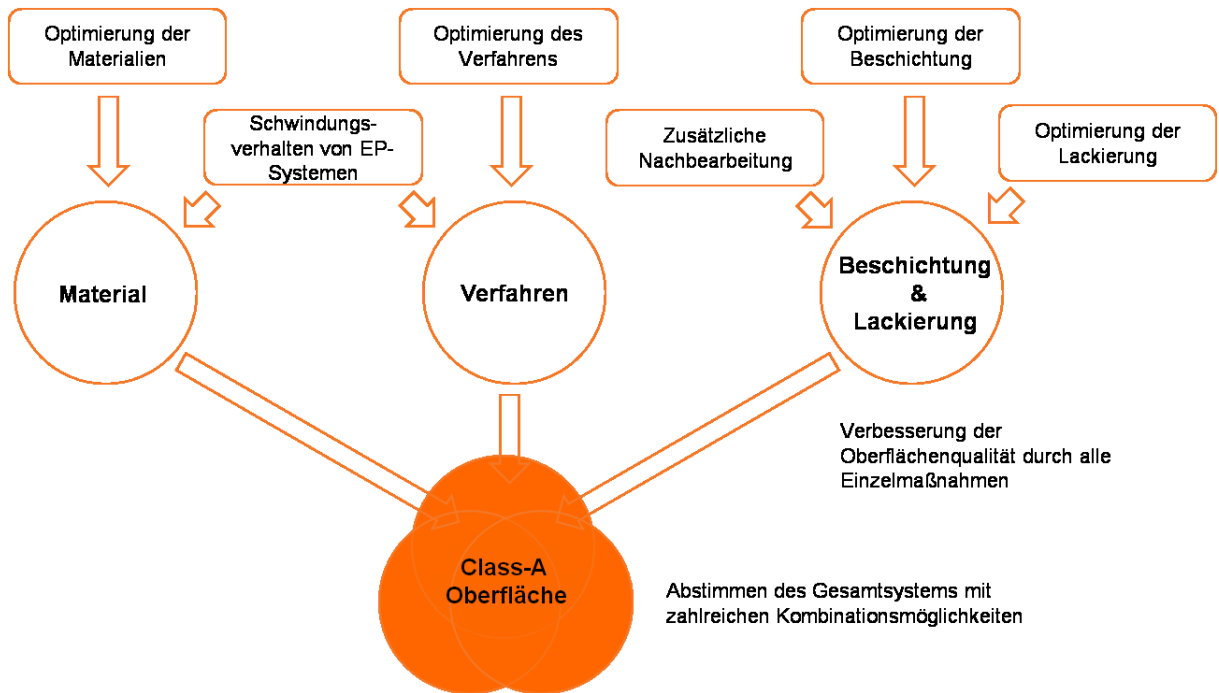 Optimierung der
Materialien
Optimierung des
Verfahrens
Optimierung der
Beschichtung
Schwindungs-
verhalten von EP-
Systemen
Zusätzliche
Nachbearbeitung
Optimierung der
Lackierung
Material
Verfahren
Beschichtung
&
Lackierung
Verbesserung der
Oberflächenqualität durch alle
Einzelmaßnahmen
Class-A
Oberfläche
Abstimmen des Gesamtsystems mit
zahlreichen Kombinationsmöglichkeiten